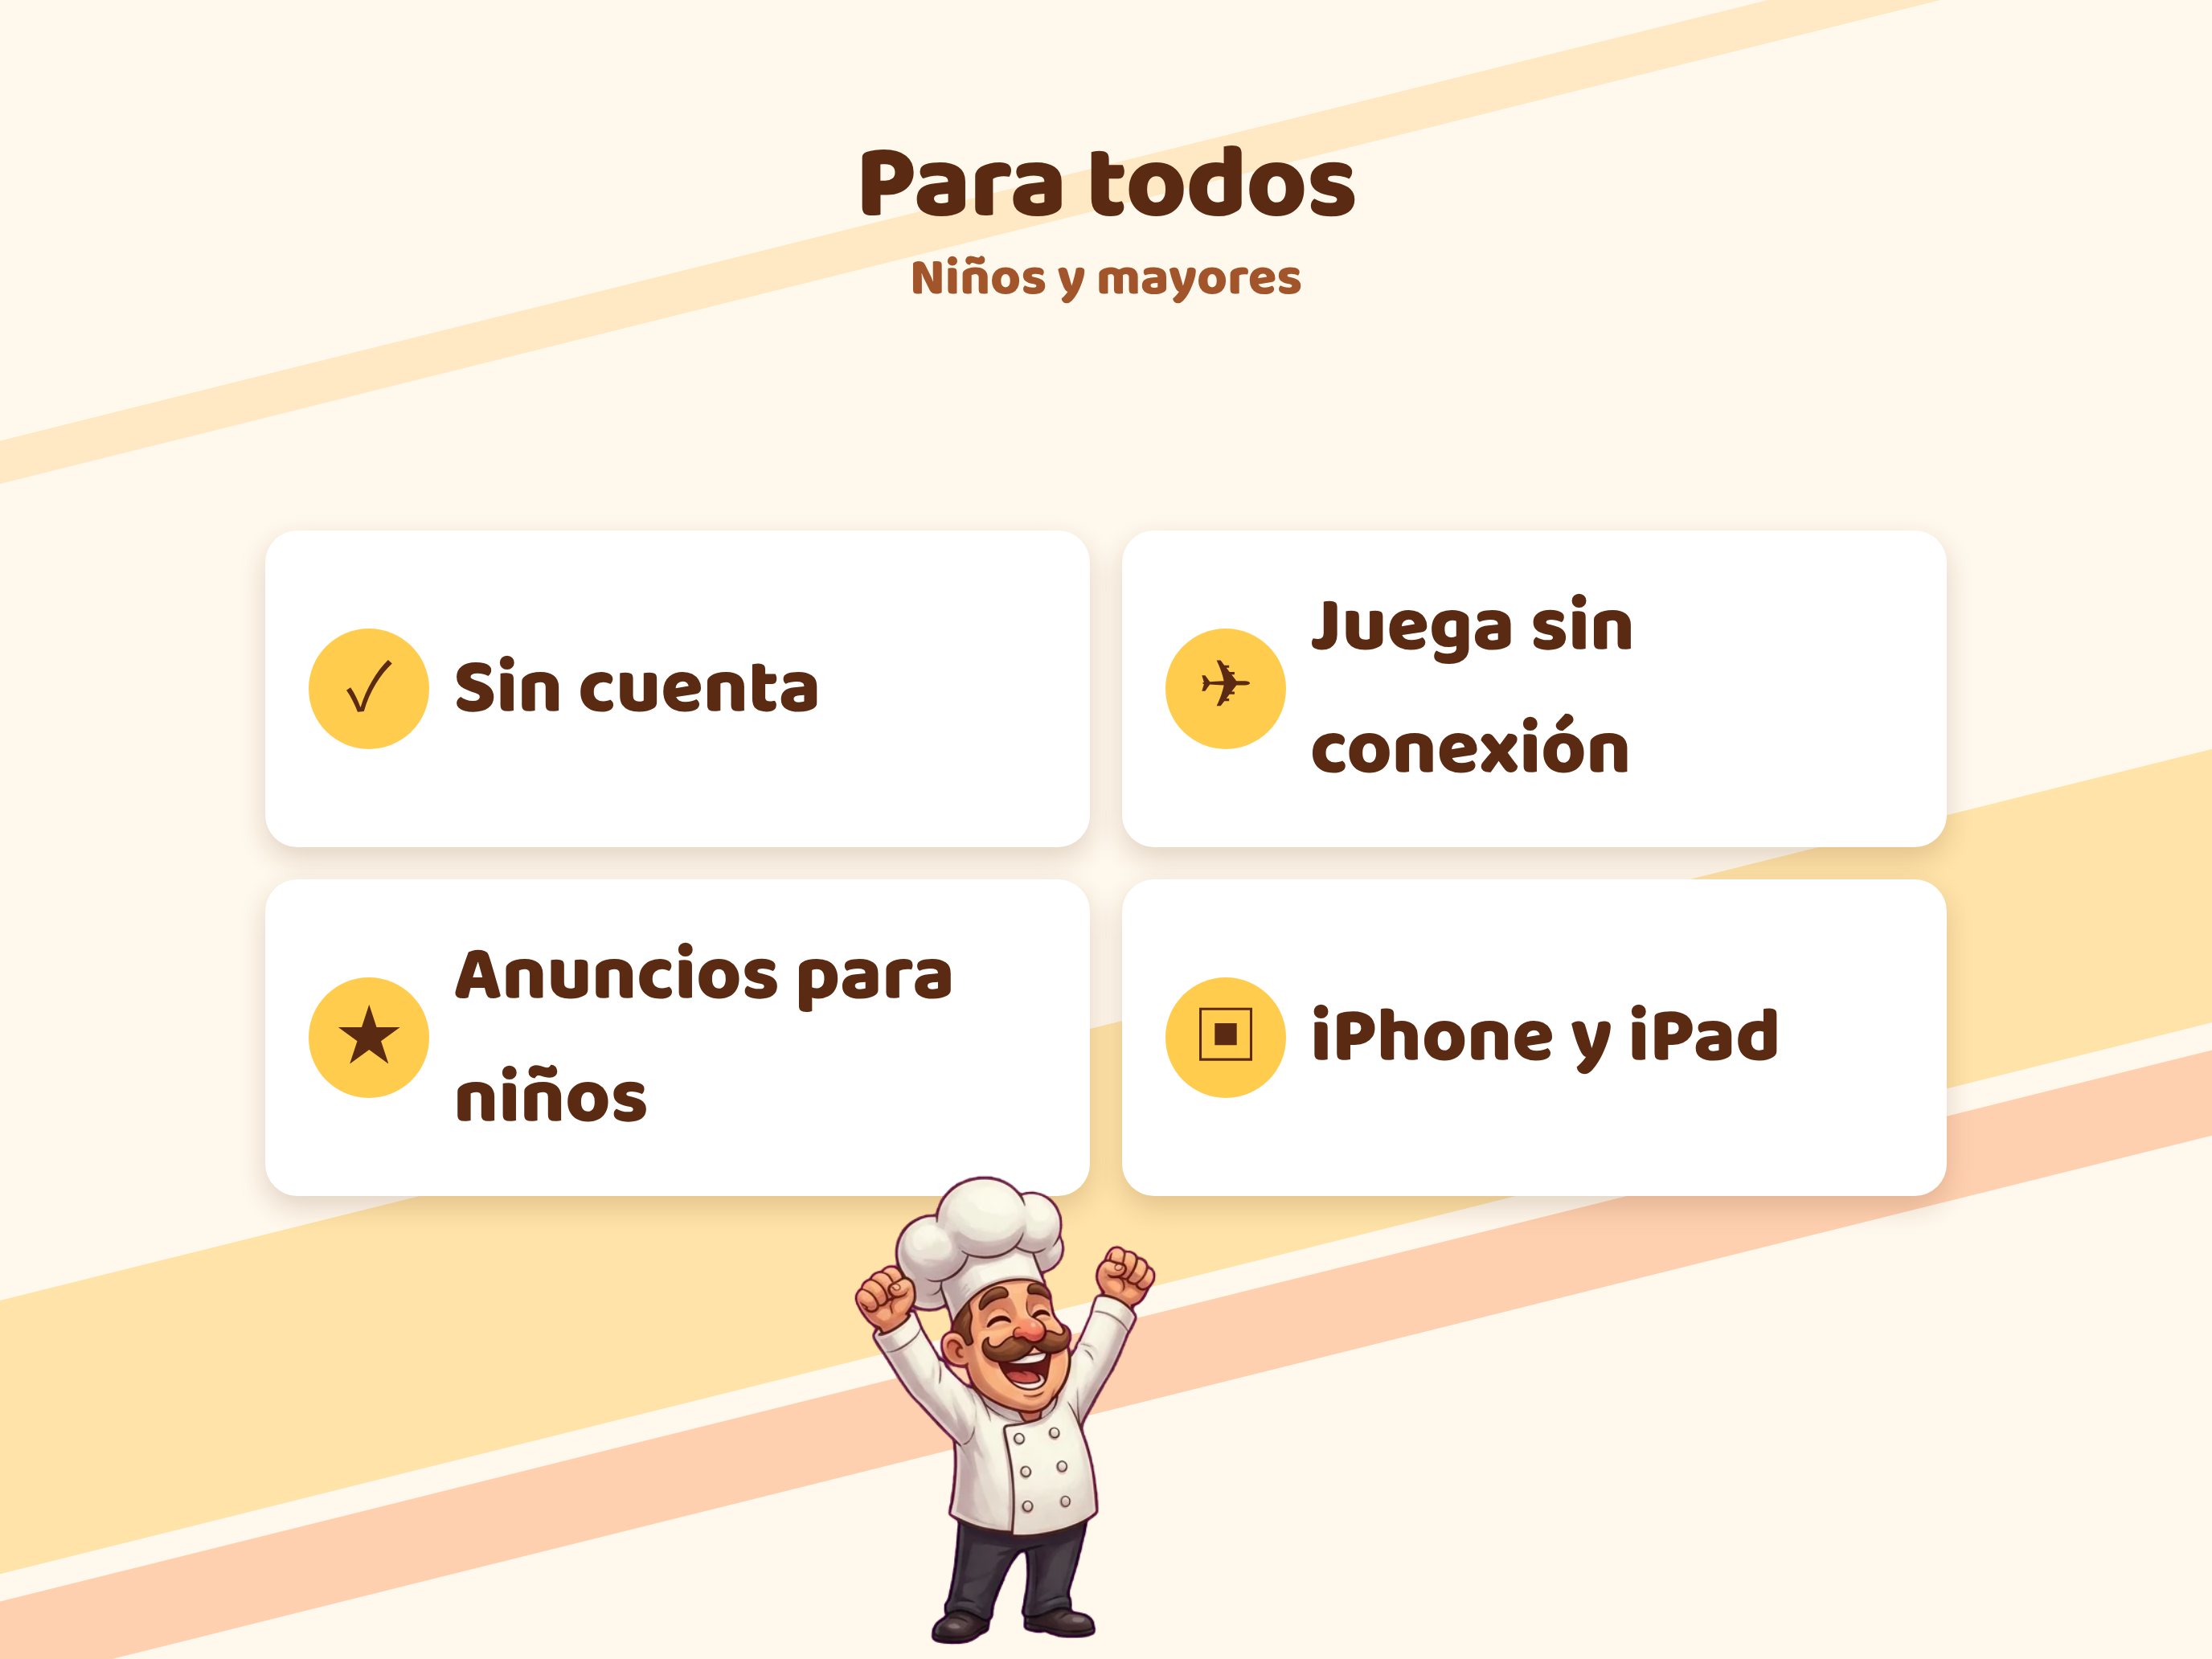 Para todos
Niños y mayores
Sin cuenta
Juega sin
conexión
Anuncios para
niños
iPhone y iPad